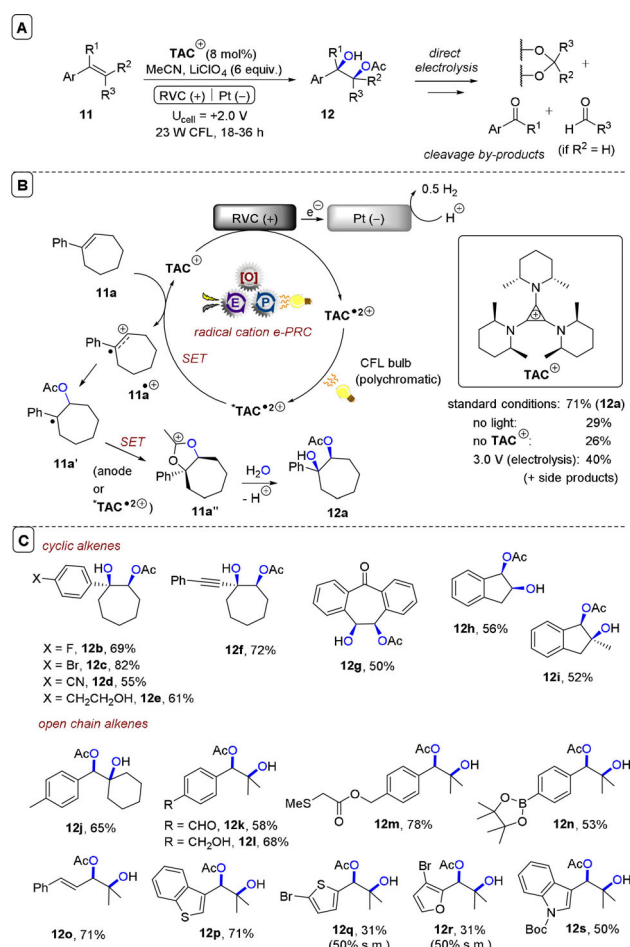 A
TAC⊕ (8 mol%)
MeCN, LiClO4 (6 equiv.)
RVC (+) | Pt (−)
Ucell = +2.0 V
23 W CFL, 18-36 h
Ar
R1
R2
R3
11
R1
OH
OAc
Ar
R2
R3
12
direct
electrolysis
O
O
R3
R2
O
Ar
R1
O
H
R3
(if R2 = H)
cleavage by-products
B
RVC (+)
e⊖
Pt (−)
0.5 H2
H⊕
Ph
11a
TAC⊕
[O]
E
P
radical cation e-PRC
SET
TAC•2⊕
CFL bulb
(polychromatic)
*TAC•2⊕
Ph
11a•⊕
AcO
Ph
11a'
SET
(anode
or
*TAC•2⊕)
O
O
Ph
11a"
H2O
- H⊕
OAc
HO
Ph
12a
N
N
N
TAC⊕
standard conditions: 71% (12a)
no light: 29%
no TAC⊕: 26%
3.0 V (electrolysis): 40%
(+ side products)
C
cyclic alkenes
X
HO
OAc
X = F, 12b 69%
X = Br, 12c 82%
X = CN, 12d 55%
X = CH2CH2OH, 12e 61%
Ph
HO
OAc
12f, 72%
O
HO
OAc
12g, 50%
OAc
OH
12h, 56%
OAc
OH
12i, 52%
open chain alkenes
AcO
OH
12j, 65%
AcO
OH
R
R = CHO, 12k 58%
R = CH2OH, 12l 68%
MeS
O
O
AcO
OH
12m, 78%
AcO
OH
O
B
O
12n, 53%
AcO
OH
Ph
12o, 71%
AcO
OH
S
12p, 71%
AcO
OH
S
Br
12q, 31%
(50% s.m.)
Br
AcO
OH
O
12r, 31%
(50% s.m.)
AcO
OH
N
Boc
12s, 50%